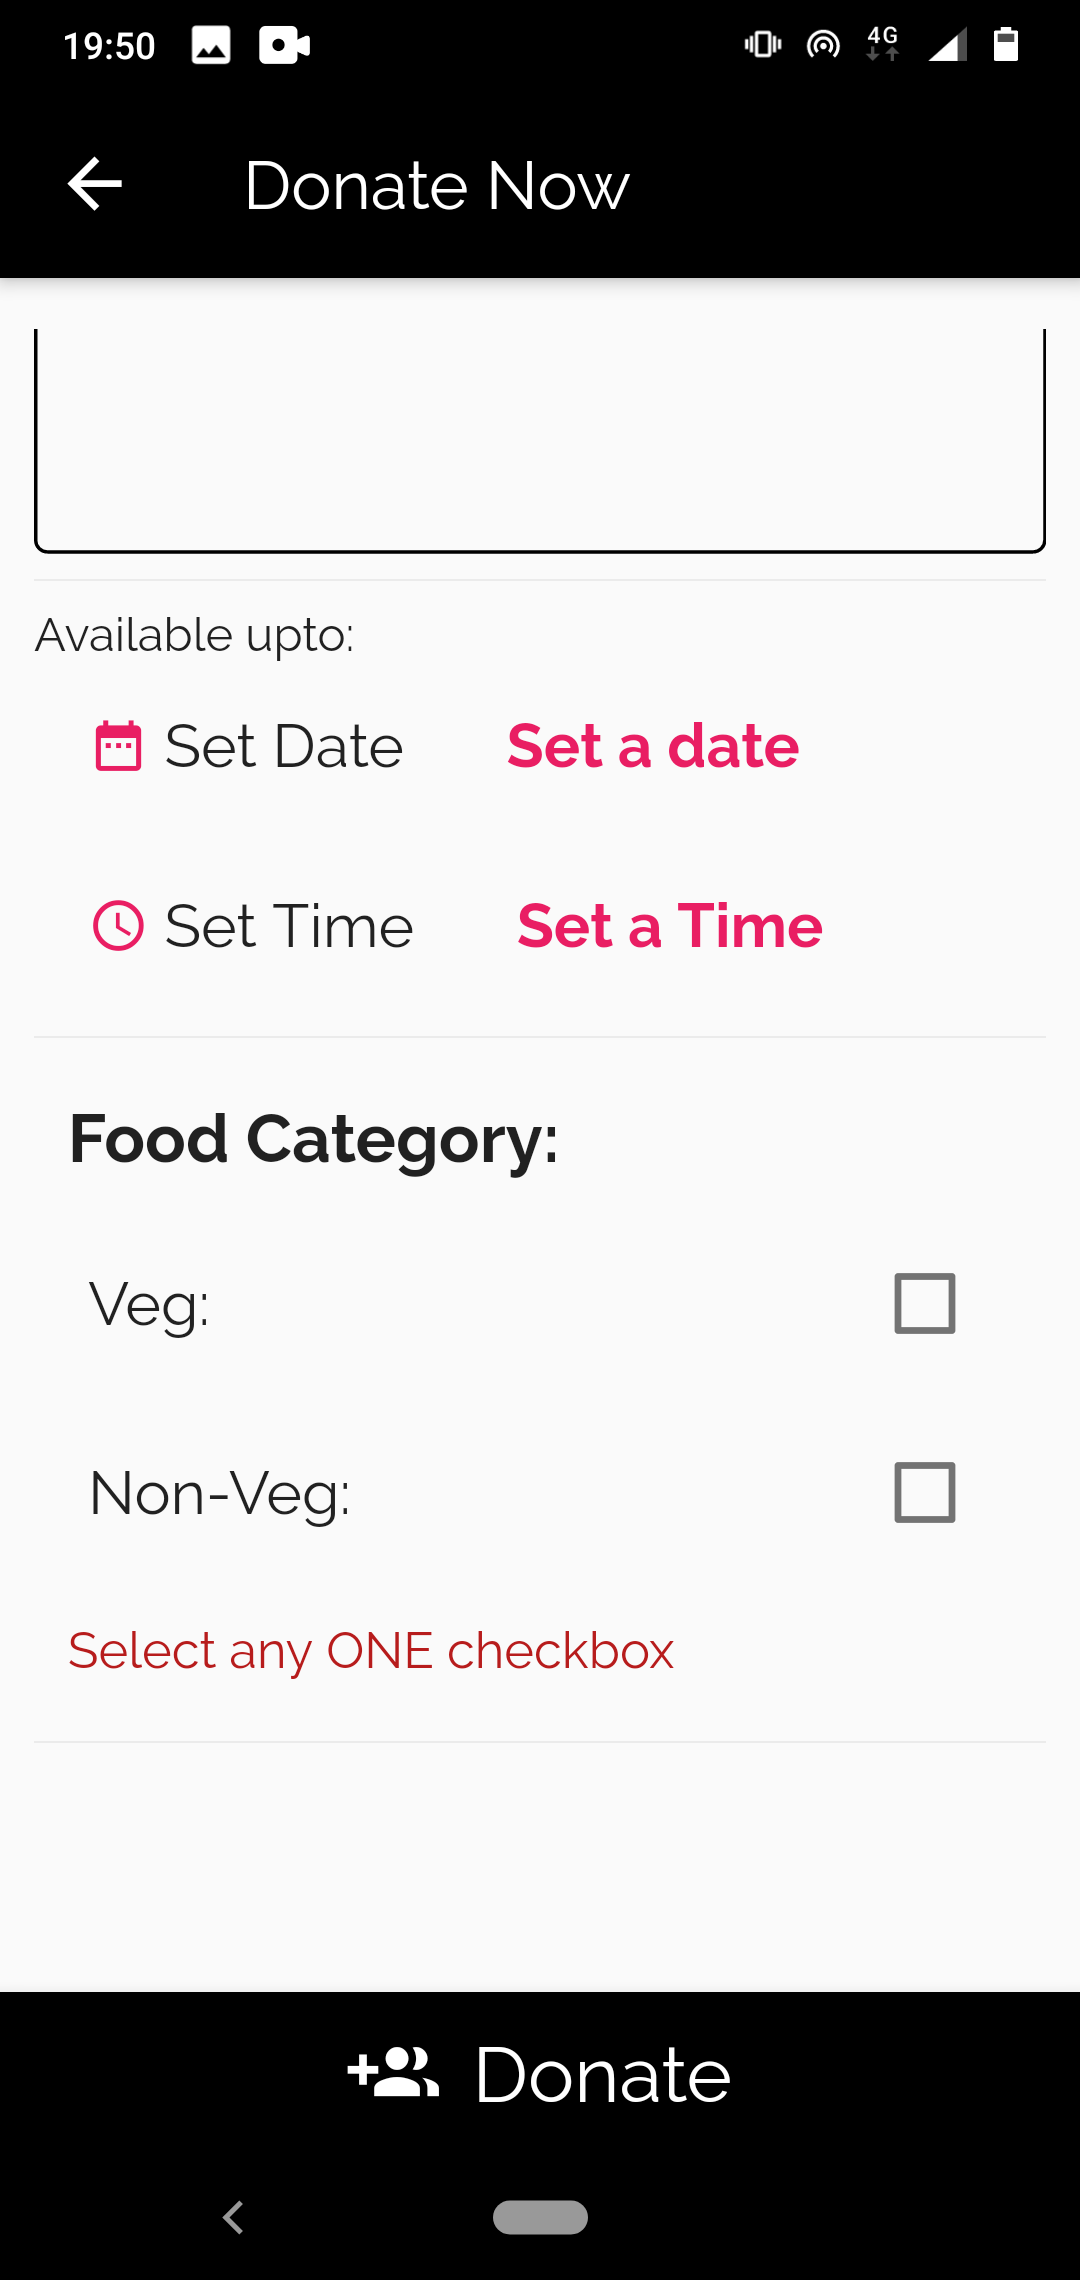 19:50 4G
Donate Now
Available upto:
Set Date Set a date
Set Time Set a Time
Food Category:
Veg:
Non-Veg:
Select any ONE checkbox
Donate